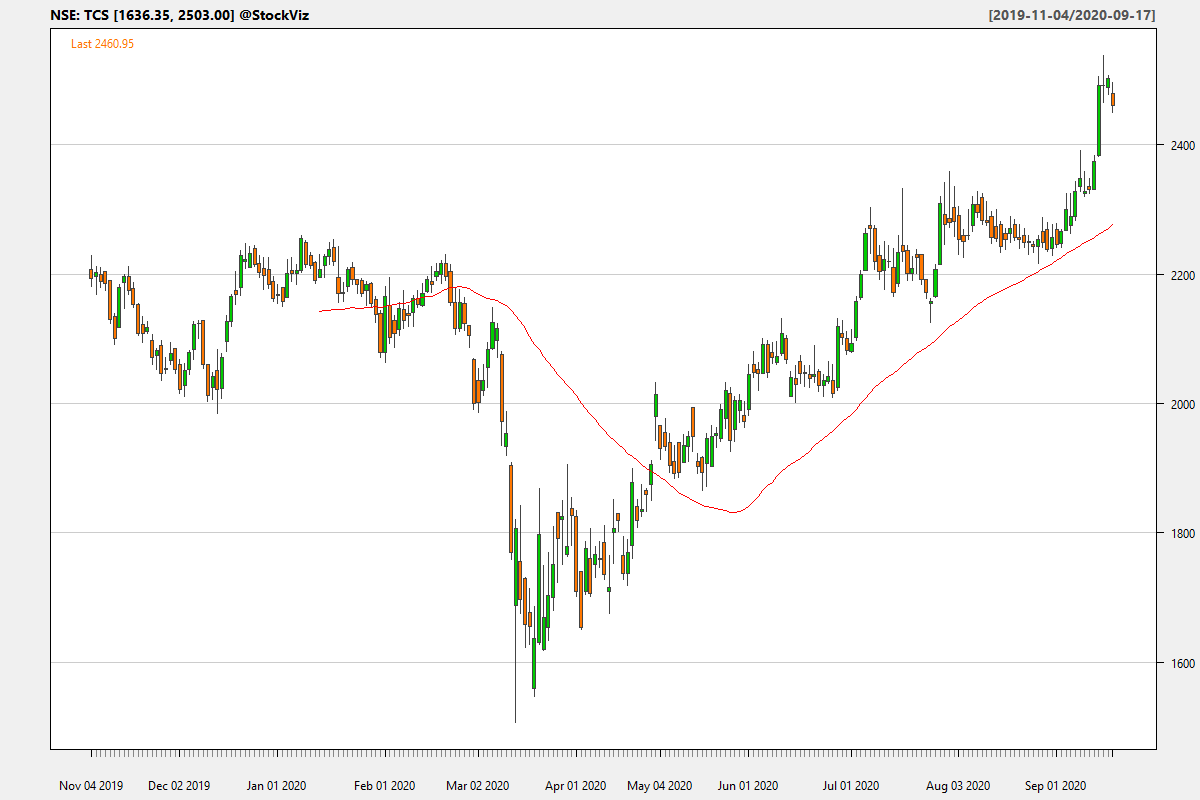 NSE: TCS [1636.35, 2503.00] @StockViz [2019-11-04/2020-09-17]
Last 2460.95
2400
2200
2000
1800
1600
Nov 04 2019 Dec 02 2019 Jan 01 2020 Feb 01 2020 Mar 02 2020 Apr 01 2020 May 04 2020 Jun 01 2020 Jul 01 2020 Aug 03 2020 Sep 01 2020